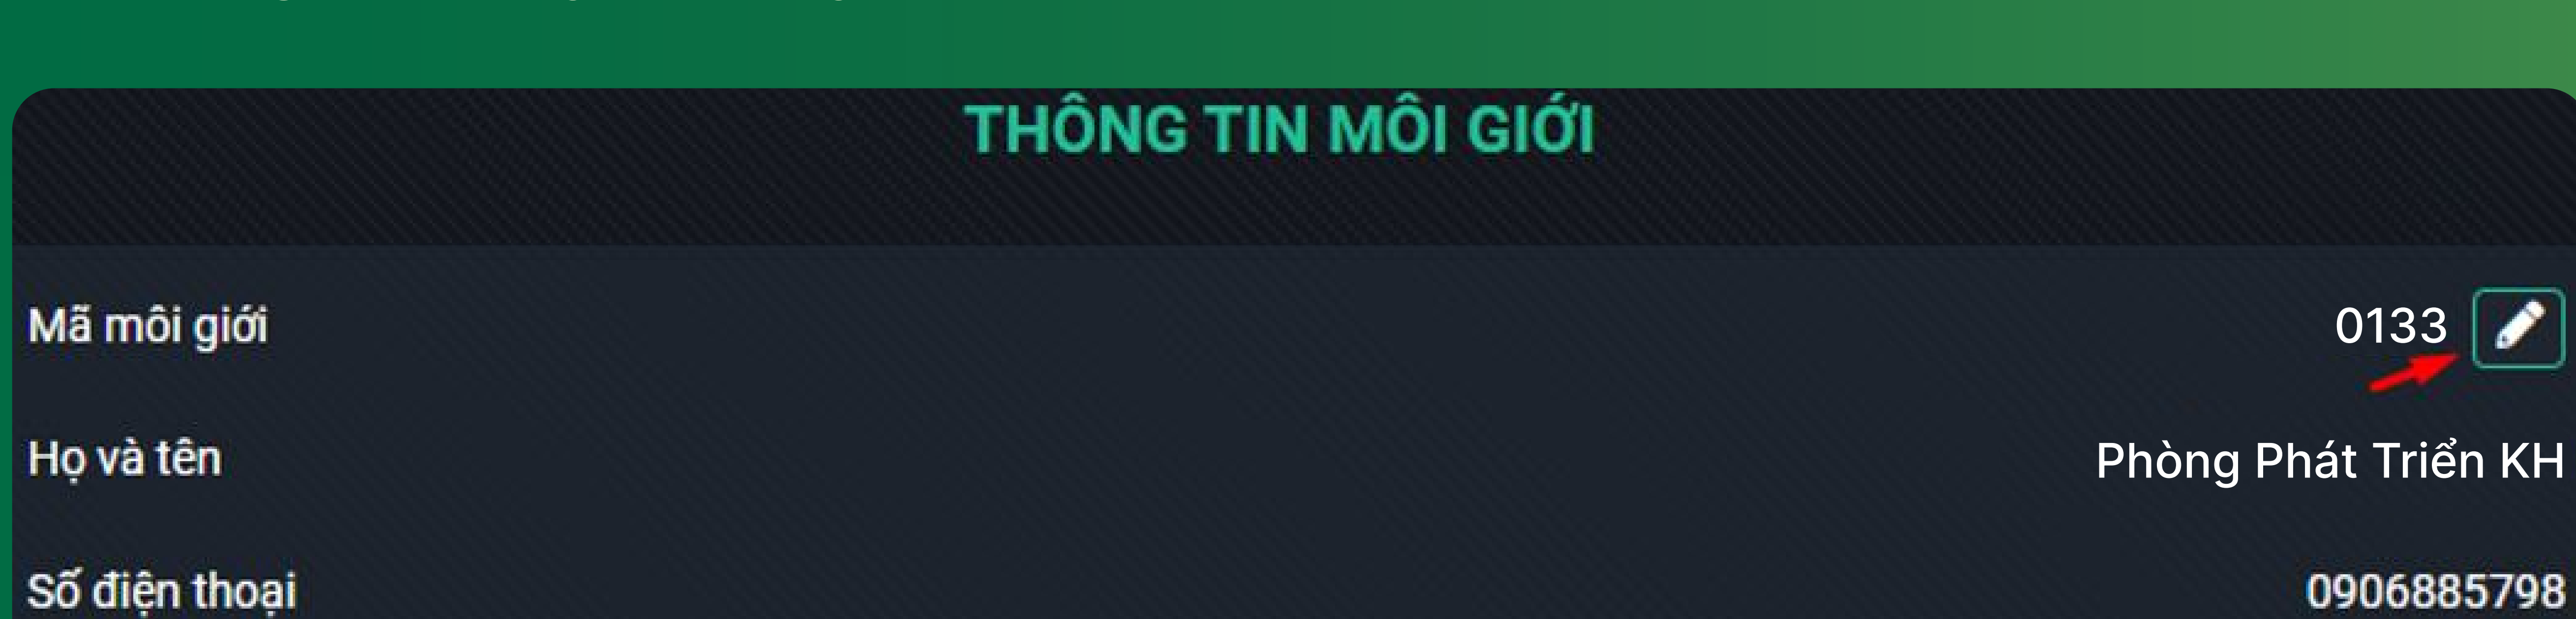 THÔNG TIN MÔI GIỚI
Mã môi giới 0133
Họ và tên Phòng Phát Triển KH
Số điện thoại 0906885798